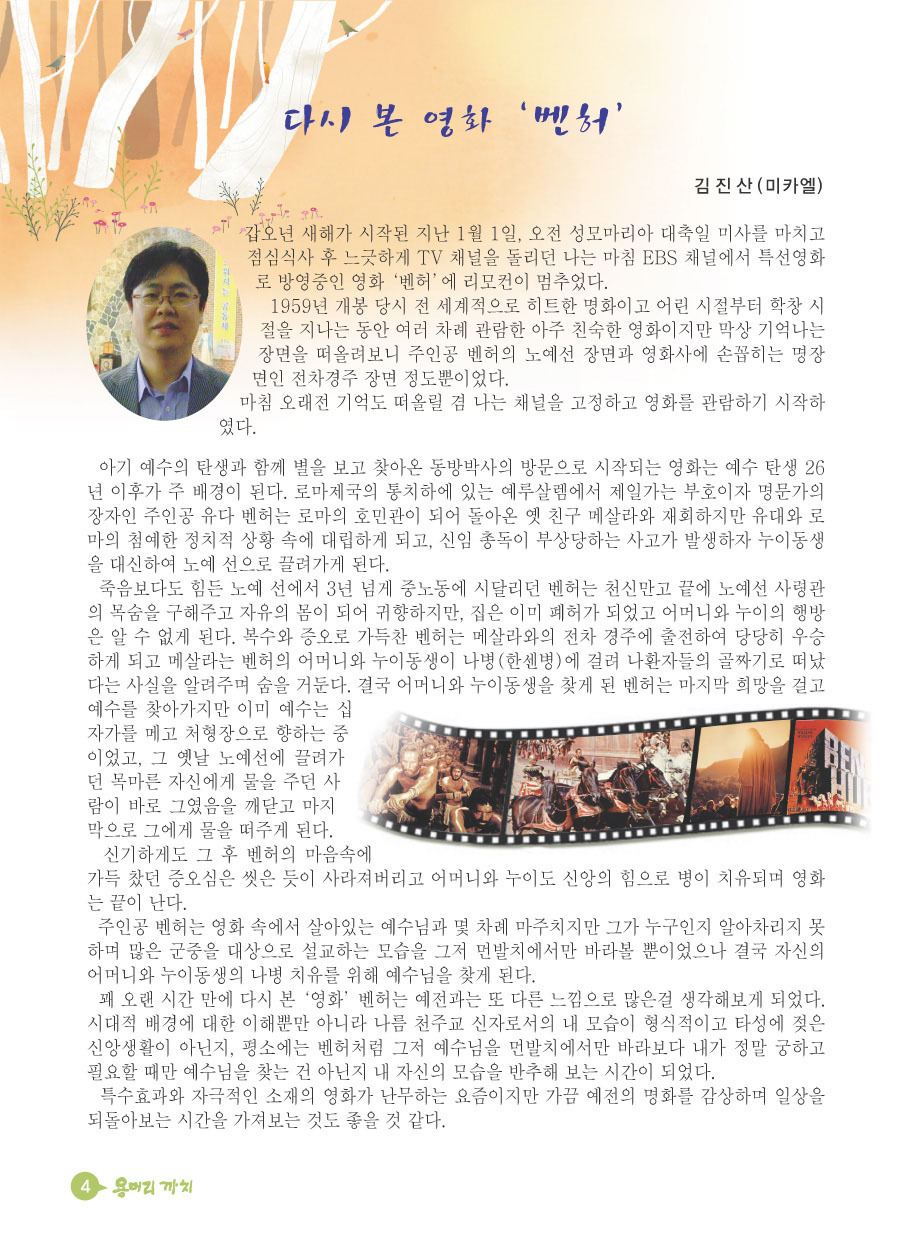 다시 본 영화 ‘벤허’
김 진 산 (미카엘)
갑오년 새해가 시작된 지난 1월 1일, 오전 성모마리아 대축일 미사를 마치고
점심식사 후 느긋하게 TV 채널을 돌리던 나는 마침 EBS 채널에서 특선영화
로 방영중인 영화 ‘벤허’에 리모컨이 멈추었다.
1959년 개봉 당시 전 세계적으로 히트한 명화이고 어린 시절부터 학창 시
절을 지나는 동안 여러 차례 관람한 아주 친숙한 영화이지만 막상 기억나는
장면을 떠올려보니 주인공 벤허의 노예선 장면과 영화사에 손꼽히는 명장
면인 전차경주 장면 정도뿐이었다.
마침 오래전 기억도 떠올릴 겸 나는 채널을 고정하고 영화를 관람하기 시작하
였다.
아기 예수의 탄생과 함께 별을 보고 찾아온 동방박사의 방문으로 시작되는 영화는 예수 탄생 26
년 이후가 주 배경이 된다. 로마제국의 통치하에 있는 예루살렘에서 제일가는 부호이자 명문가의
장자인 주인공 유다 벤허는 로마의 호민관이 되어 돌아온 옛 친구 메살라와 재회하지만 유대와 로
마의 첨예한 정치적 상황 속에 대립하게 되고, 신임 총독이 부상당하는 사고가 발생하자 누이동생
을 대신하여 노예 선으로 끌려가게 된다.
죽음보다도 힘든 노예 선에서 3년 넘게 중노동에 시달리던 벤허는 천신만고 끝에 노예선 사령관
의 목숨을 구해주고 자유의 몸이 되어 귀향하지만, 집은 이미 폐허가 되었고 어머니와 누이의 행방
은 알 수 없게 된다. 복수와 증오로 가득찬 벤허는 메살라와의 전차 경주에 출전하여 당당히 우승
하게 되고 메살라는 벤허의 어머니와 누이동생이 나병(한센병)에 걸려 나환자들의 골짜기로 떠났
다는 사실을 알려주며 숨을 거둔다. 결국 어머니와 누이동생을 찾게 된 벤허는 마지막 희망을 걸고
예수를 찾아가지만 이미 예수는 십
자가를 메고 처형장으로 향하는 중
이었고, 그 옛날 노예선에 끌려가
던 목마른 자신에게 물을 주던 사
람이 바로 그였음을 깨닫고 마지
막으로 그에게 물을 떠주게 된다.
BEN
HU
신기하게도 그 후 벤허의 마음속에
가득 찼던 증오심은 씻은 듯이 사라져버리고 어머니와 누이도 신앙의 힘으로 병이 치유되며 영화
는 끝이 난다.
주인공 벤허는 영화 속에서 살아있는 예수님과 몇 차례 마주치지만 그가 누구인지 알아차리지 못
하며 많은 군중을 대상으로 설교하는 모습을 그저 먼발치에서만 바라볼 뿐이었으나 결국 자신의
어머니와 누이동생의 나병 치유를 위해 예수님을 찾게 된다.
꽤 오랜 시간 만에 다시 본 ‘영화’ 벤허는 예전과는 또 다른 느낌으로 많은걸 생각해보게 되었다.
시대적 배경에 대한 이해뿐만 아니라 나름 천주교 신자로서의 내 모습이 형식적이고 타성에 젖은
신앙생활이 아닌지, 평소에는 벤허처럼 그저 예수님을 먼발치에서만 바라보다 내가 정말 궁하고
필요할 때만 예수님을 찾는 건 아닌지 내 자신의 모습을 반추해 보는 시간이 되었다.
특수효과와 자극적인 소재의 영화가 난무하는 요즘이지만 가끔 예전의 명화를 감상하며 일상을
되돌아보는 시간을 가져보는 것도 좋을 것 같다.
4 용머리 까치